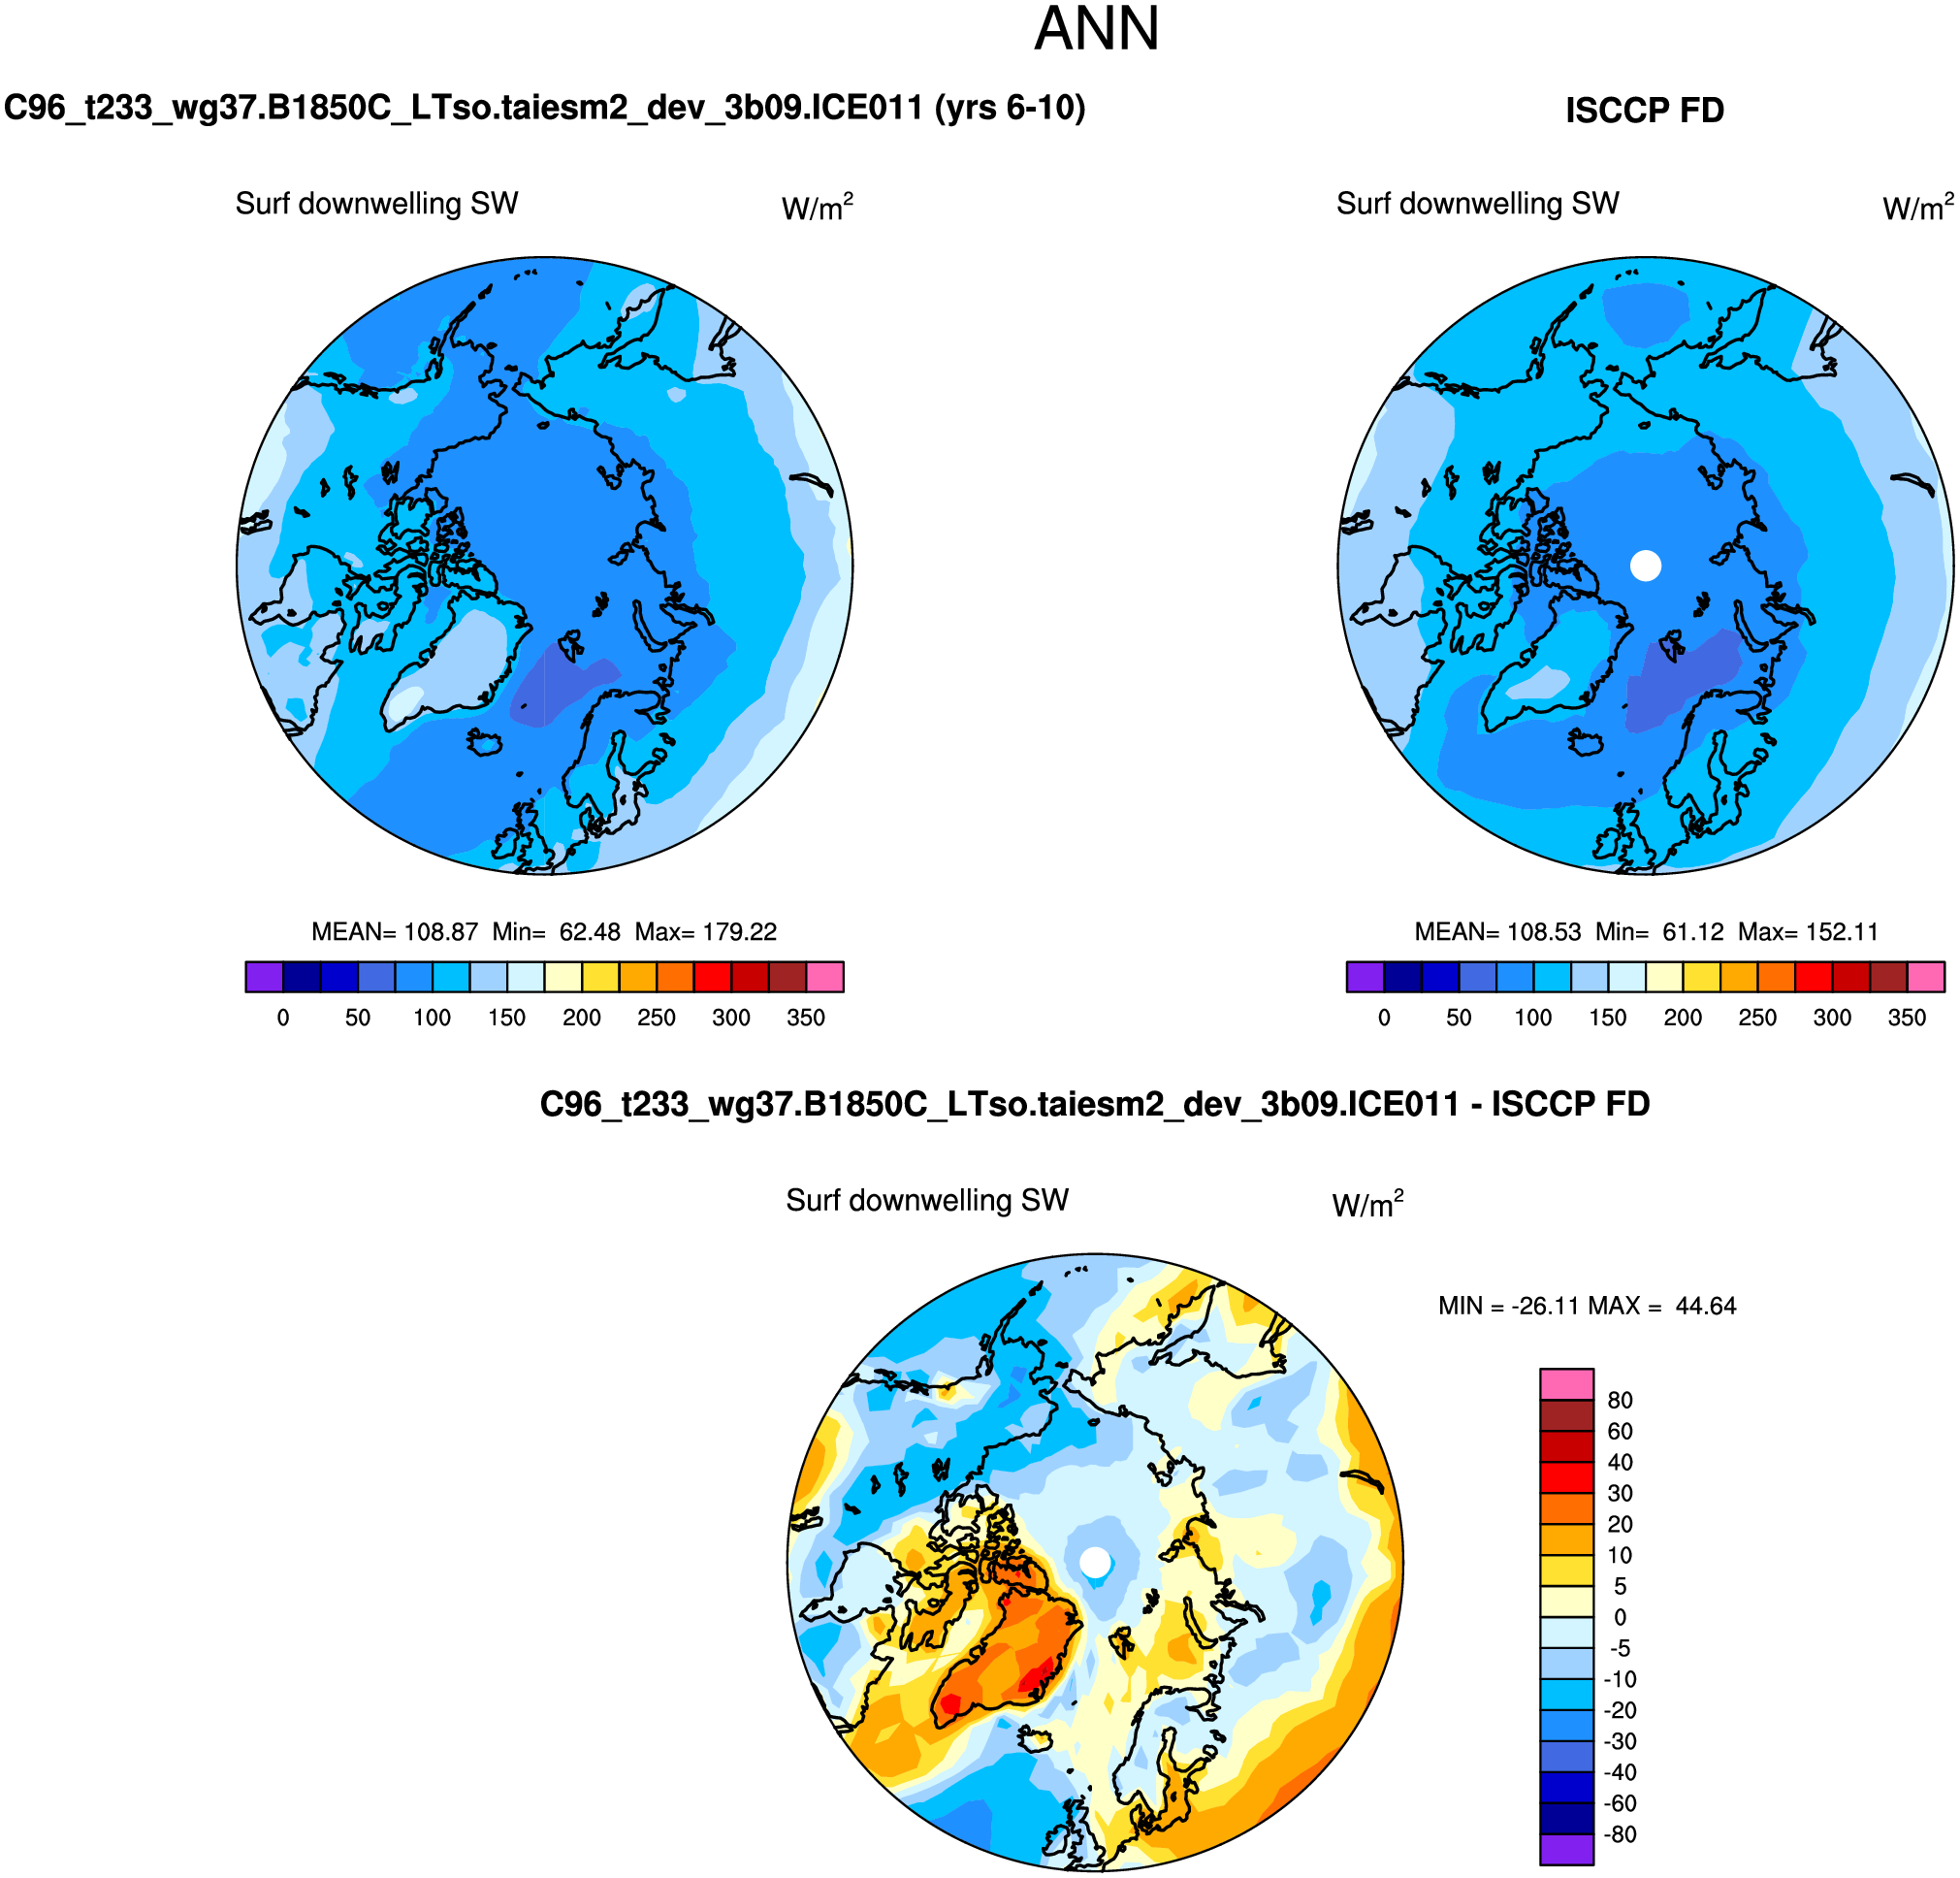 ANN
C96_t233_wg37.B1850C_LTso.taiesm2_dev_3b09.ICE011 (yrs 6-10)
ISCCP FD
Surf downwelling SW W/m²
Surf downwelling SW W/m²
MEAN= 108.87 Min= 62.48 Max= 179.22
MEAN= 108.53 Min= 61.12 Max= 152.11
0 50 100 150 200 250 300 350
0 50 100 150 200 250 300 350
C96_t233_wg37.B1850C_LTso.taiesm2_dev_3b09.ICE011 - ISCCP FD
Surf downwelling SW W/m²
MIN = -26.11 MAX = 44.64
80
60
40
30
20
10
5
0
-5
-10
-20
-30
-40
-60
-80